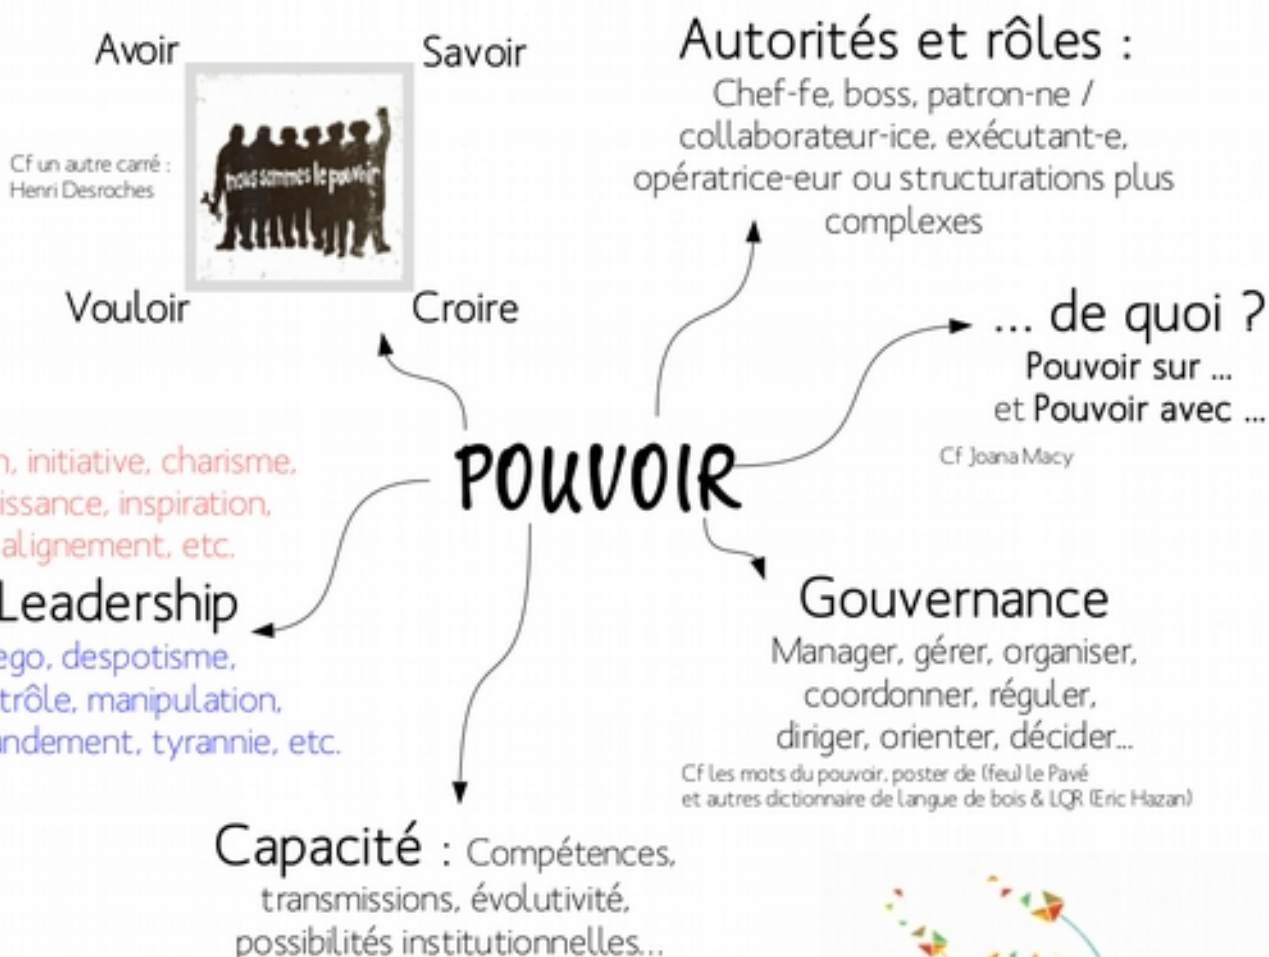 Avoir
Savoir
Cf un autre carré :
Henri Desroches
nous sommes le pouvoir
Vouloir
Croire
Autorités et rôles :
Chef-fe, boss, patron-ne /
collaborateur-ice, exécutant-e,
opératrice-eur ou structurations plus
complexes
... de quoi ?
Pouvoir sur ...
et Pouvoir avec ...
Cf Joana Macy
POUVOIR
, initiative, charisme,
issance, inspiration,
alignement, etc.
Leadership
ego, despotisme,
trôle, manipulation,
ndement, tyrannie, etc.
Gouvernance
Manager, gérer, organiser,
coordonner, réguler,
diriger, orienter, décider...
Cf les mots du pouvoir, poster de (feu) le Pavé
et autres dictionnaire de langue de bois & LQR (Eric Hazan)
Capacité : Compétences,
transmissions, évolutivité,
possibilités institutionnelles...